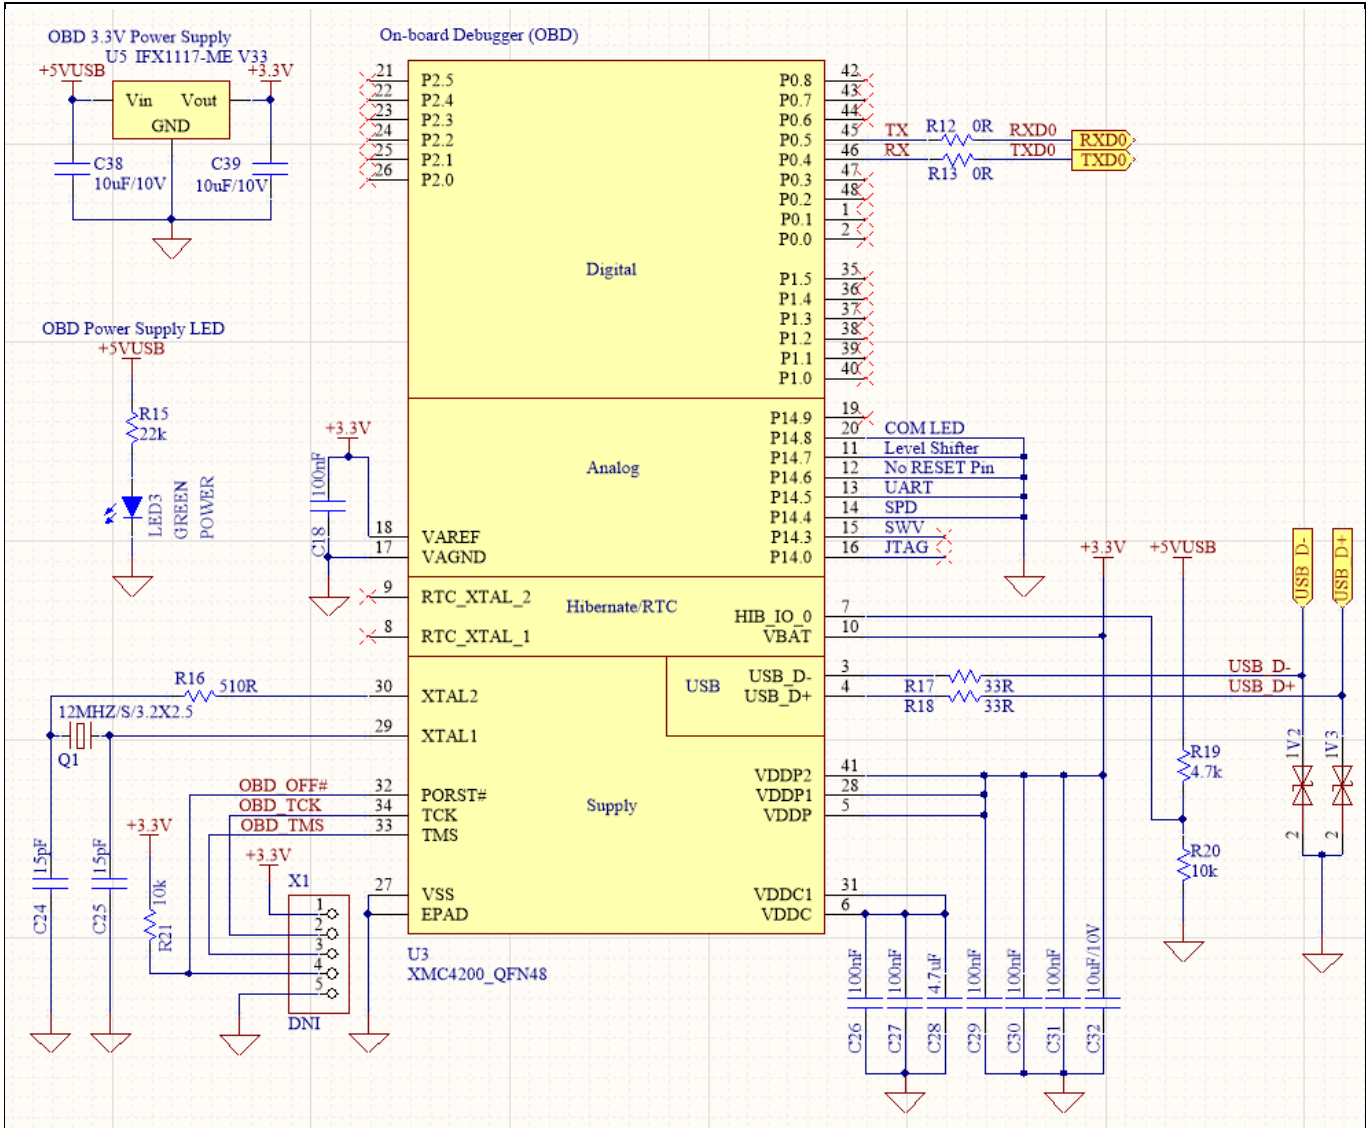 OBD 3.3V Power Supply
U5 IFX1117-ME V33
+5VUSB
+3.3V
Vin
Vout
GND
C38
10uF/10V
C39
10uF/10V
OBD Power Supply LED
+5VUSB
R15
22k
LED3
GREEN
POWER
On-board Debugger (OBD)
21 P2.5
22 P2.4
23 P2.3
24 P2.2
25 P2.1
26 P2.0
P0.8 42
P0.7 43
P0.6 44
P0.5 45 TX R12 0R RXD0 RXD0
P0.4 46 RX R13 0R TXD0 TXD0
P0.3 47
P0.2 48
P0.1 1
P0.0 2
Digital
P1.5 35
P1.4 36
P1.3 37
P1.2 38
P1.1 39
P1.0 40
P14.9 19
P14.8 20 COM LED
P14.7 11 Level Shifter
P14.6 12 No RESET Pin
P14.5 13 UART
P14.4 14 SPD
P14.3 15 SWV
P14.0 16 JTAG
Analog
+3.3V
100nF
C18
18 VAREF
17 VAGND
9 RTC_XTAL_2
8 RTC_XTAL_1
Hibernate/RTC
HIB_IO_0 7
VBAT 10
+3.3V
+5VUSB
USB_D-
USB_D+
USB
USB_D- 3 R17 33R USB_D-
USB_D+ 4 R18 33R USB_D+
R16 510R
30 XTAL2
12MHZ/S/3.2X2.5
Q1
29 XTAL1
OBD_OFF# 32 PORST#
OBD_TCK 34 TCK
OBD_TMS 33 TMS
Supply
VDDP2 41
VDDP1 28
VDDP 5
R19
4.7k
R20
10k
1 V2 2
1 V3 2
15pF
C24
15pF
C25
+3.3V
10k
R21
+3.3V
X1
1
2
3
4
5
DNI
27 VSS
EPAD
VDDC1 31
VDDC 6
U3
XMC4200_QFN48
100nF
C26
100nF
C27
4.7uF
C28
100nF
C29
100nF
C30
100nF
C31
10uF/10V
C32